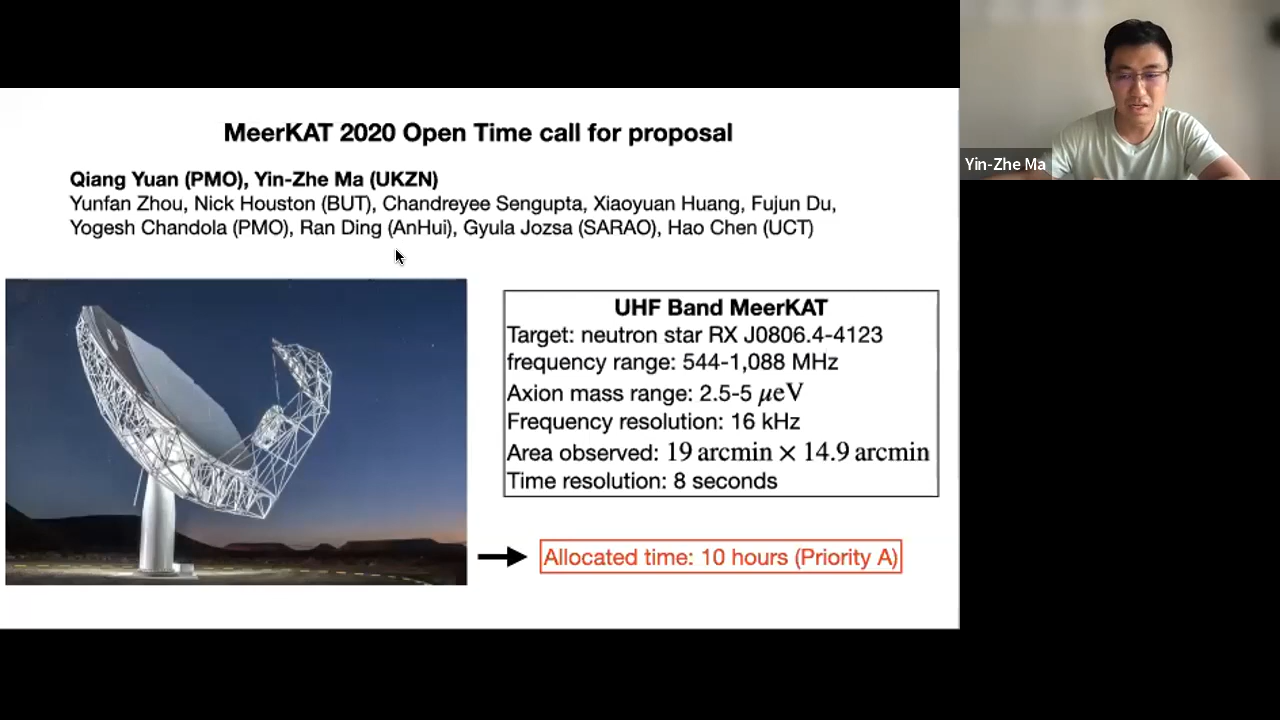 MeerKAT 2020 Open Time call for proposal
Qiang Yuan (PMO), Yin-Zhe Ma (UKZN)
Yunfan Zhou, Nick Houston (BUT), Chandreyee Sengupta, Xiaoyuan Huang, Fujun Du,
Yogesh Chandola (PMO), Ran Ding (AnHui), Gyula Jozsa (SARAO), Hao Chen (UCT)
UHF Band MeerKAT
Target: neutron star RX J0806.4-4123
frequency range: 544-1,088 MHz
Axion mass range: 2.5-5 μeV
Frequency resolution: 16 kHz
Area observed: 19 arcmin × 14.9 arcmin
Time resolution: 8 seconds
Allocated time: 10 hours (Priority A)
Yin-Zhe Ma